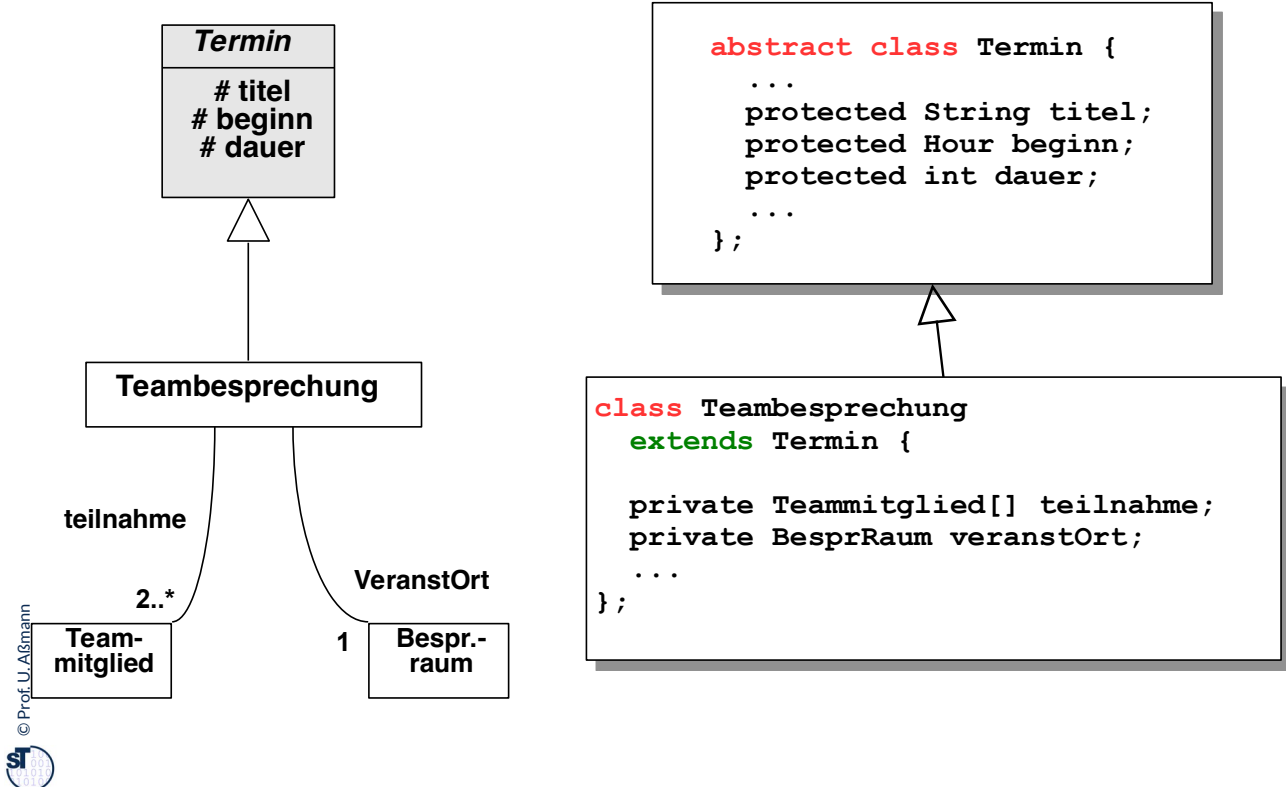 Termin
# titel
# beginn
# dauer
Teambesprechung
teilnahme
2..*
VeranstOrt
1
Team-
mitglied
Bespr.-
raum
abstract class Termin {
...
protected String titel;
protected Hour beginn;
protected int dauer;
...
};
class Teambesprechung
extends Termin {
private Teammitglied[] teilnahme;
private BesprRaum veranstOrt;
...
};
© Prof. U. Aßmann
ST